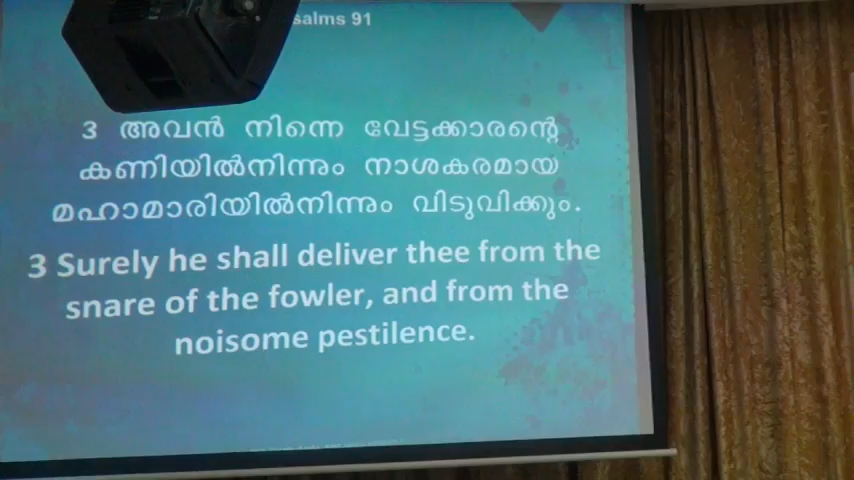 salms 91
3 അവൻ നിന്നെ വേട്ടക്കാരന്റെ
കണിയിൽനിന്നും നാശകരമായ
മഹാമാരിയിൽനിന്നും വിടുവിക്കും.
3 Surely he shall deliver thee from the
snare of the fowler, and from the
noisome pestilence.